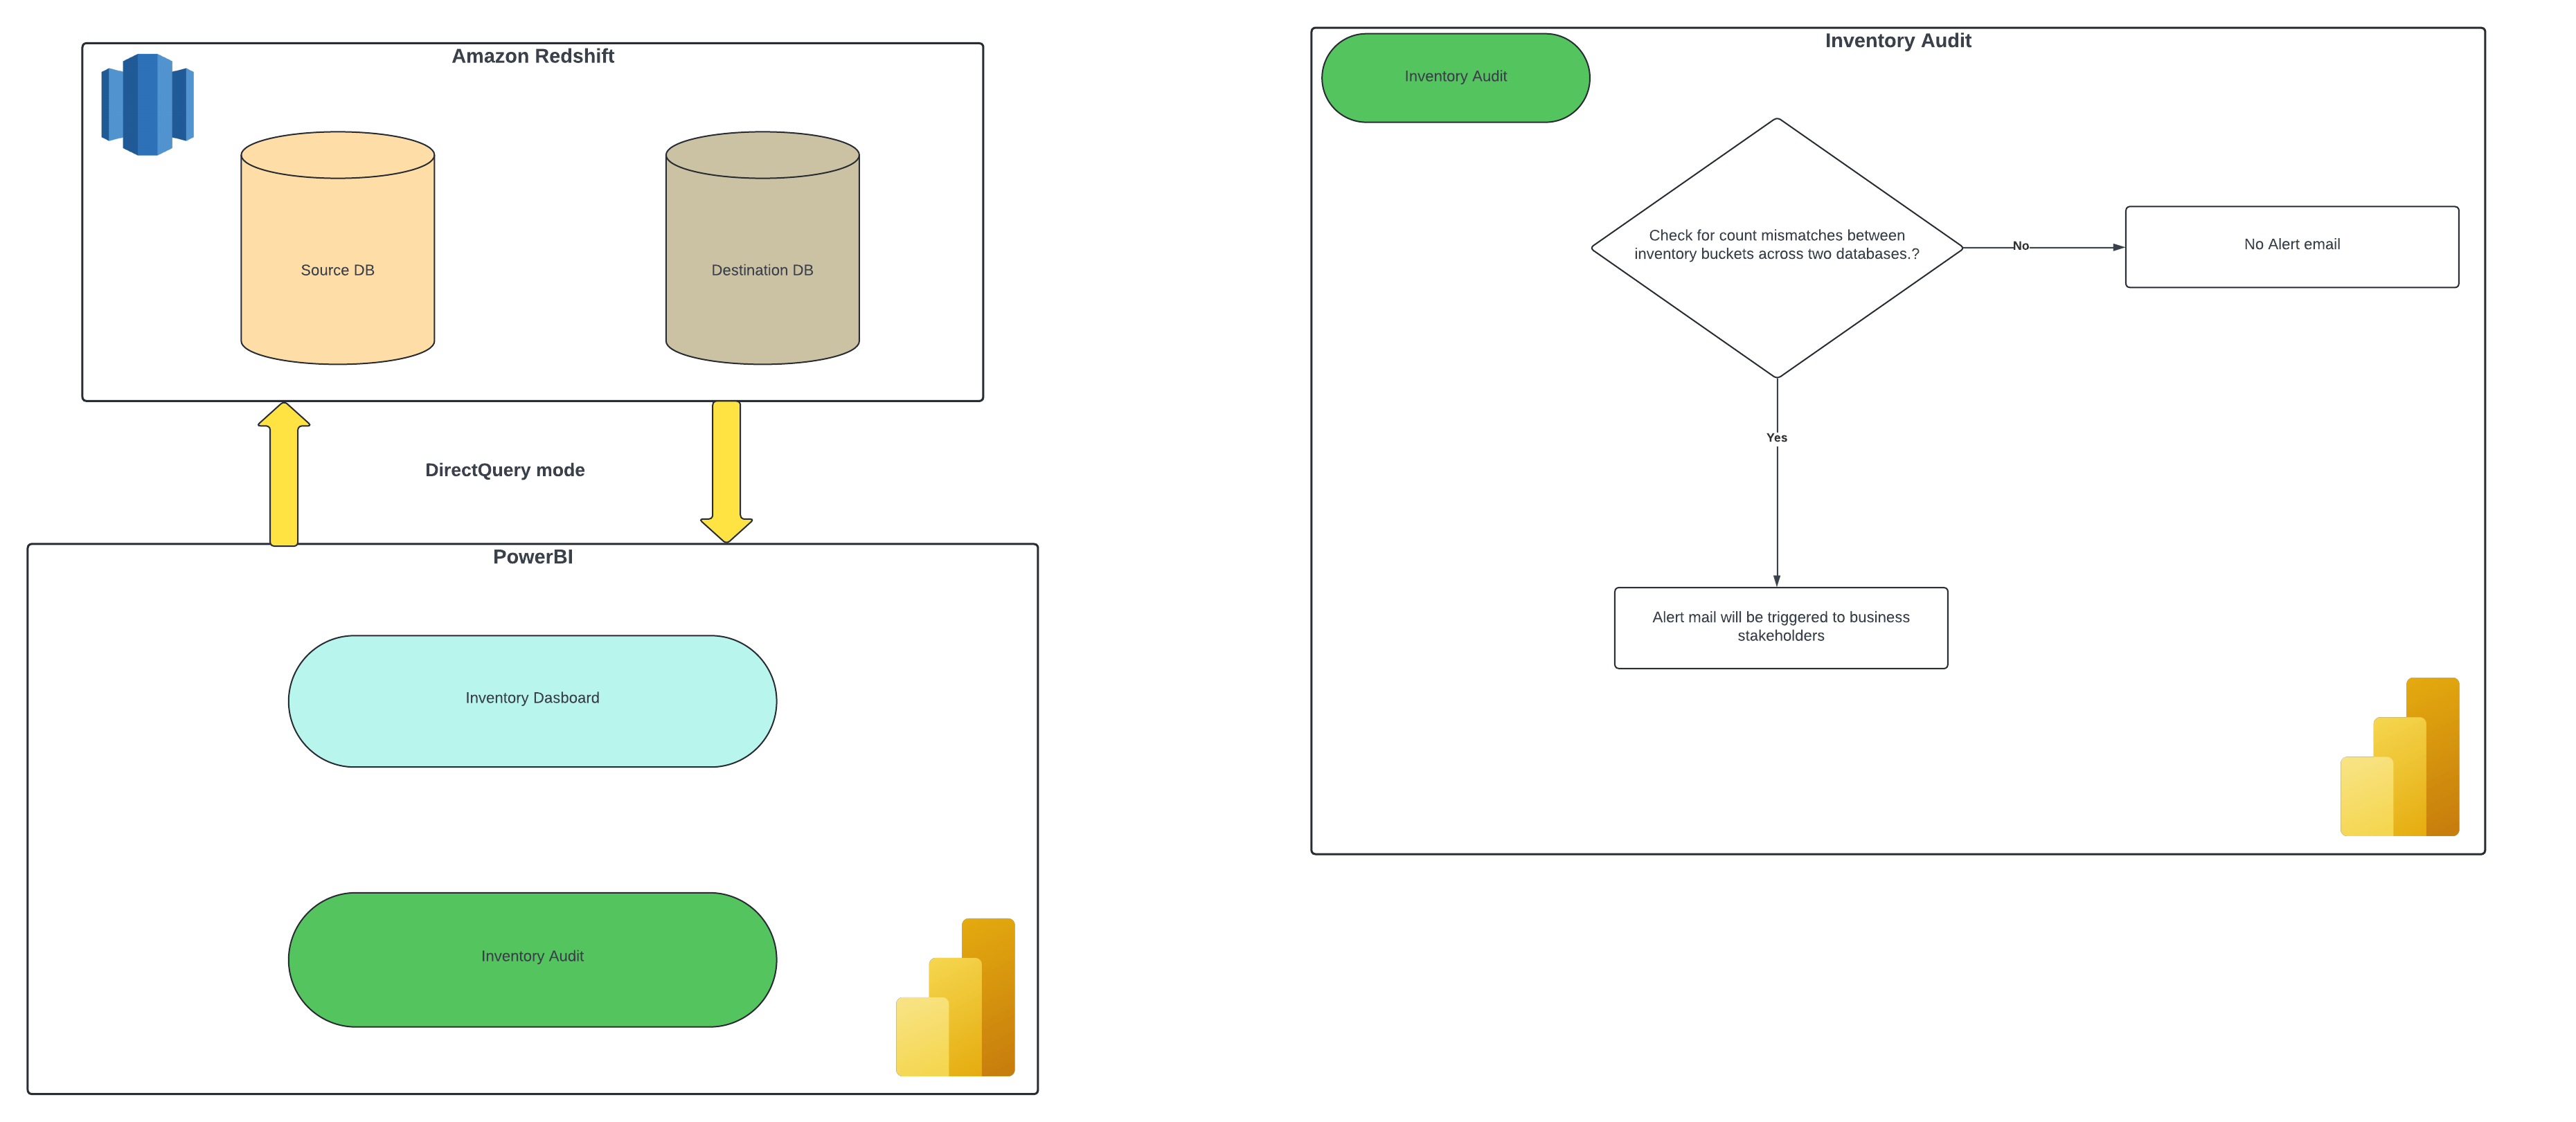 Amazon Redshift
Source DB
Destination DB
DirectQuery mode
PowerBI
Inventory Dasboard
Inventory Audit
Inventory Audit
Inventory Audit
Check for count mismatches between
inventory buckets across two databases.?
No
No Alert email
Yes
Alert mail will be triggered to business
stakeholders